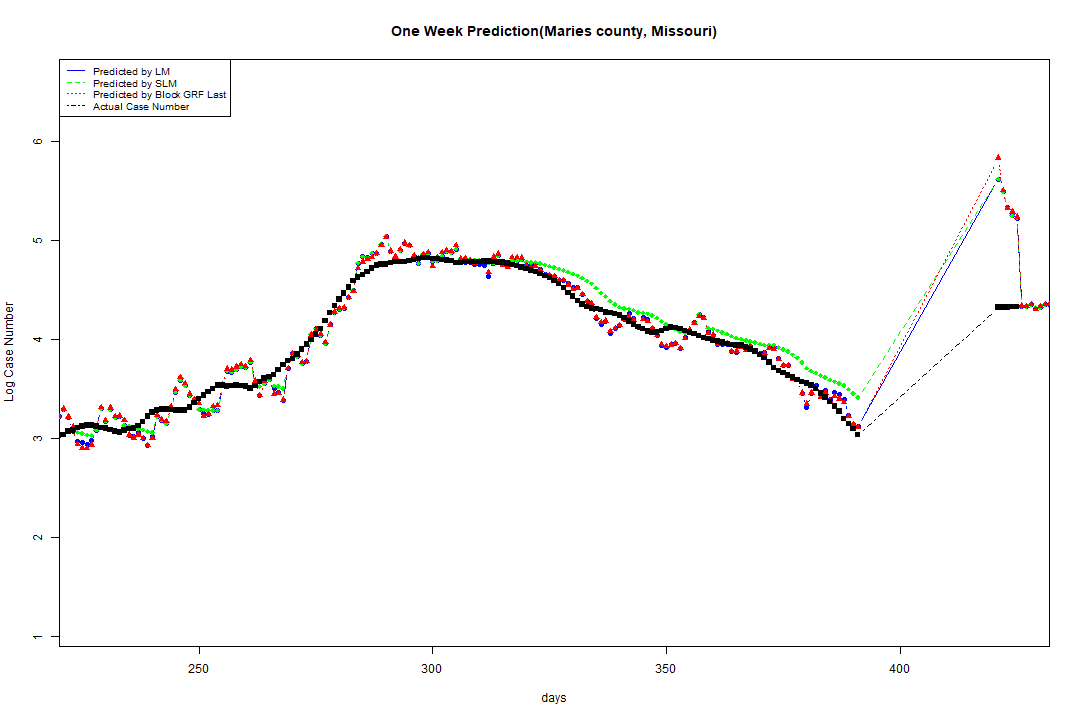 One Week Prediction(Maries county, Missouri)
Predicted by LM
Predicted by SLM
Predicted by Block GRF Last
Actual Case Number
6
5
4
3
2
1
Log Case Number
250 300 350 400
days